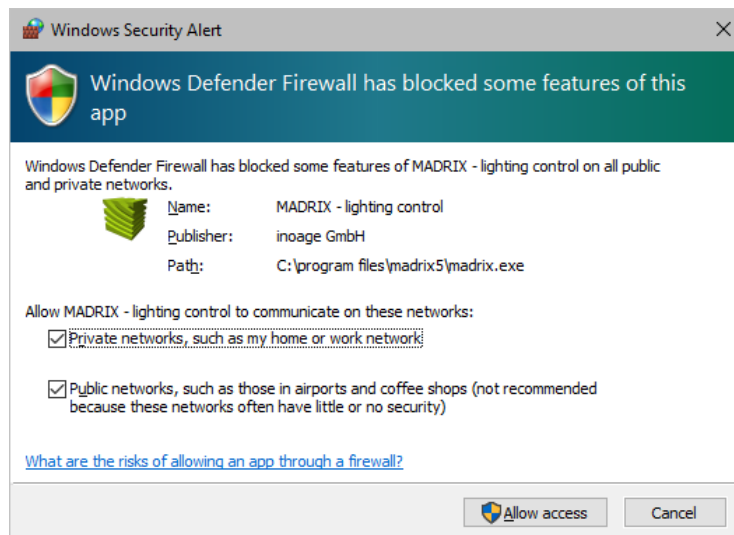 Windows Security Alert
Windows Defender Firewall has blocked some features of this
app
Windows Defender Firewall has blocked some features of MADRIX - lighting control on all public
and private networks.
Name: MADRIX - lighting control
Publisher: inoage GmbH
Path: C:\program files\madrix5\madrix.exe
Allow MADRIX - lighting control to communicate on these networks:
Private networks, such as my home or work network
Public networks, such as those in airports and coffee shops (not recommended
because these networks often have little or no security)
What are the risks of allowing an app through a firewall?
Allow access Cancel